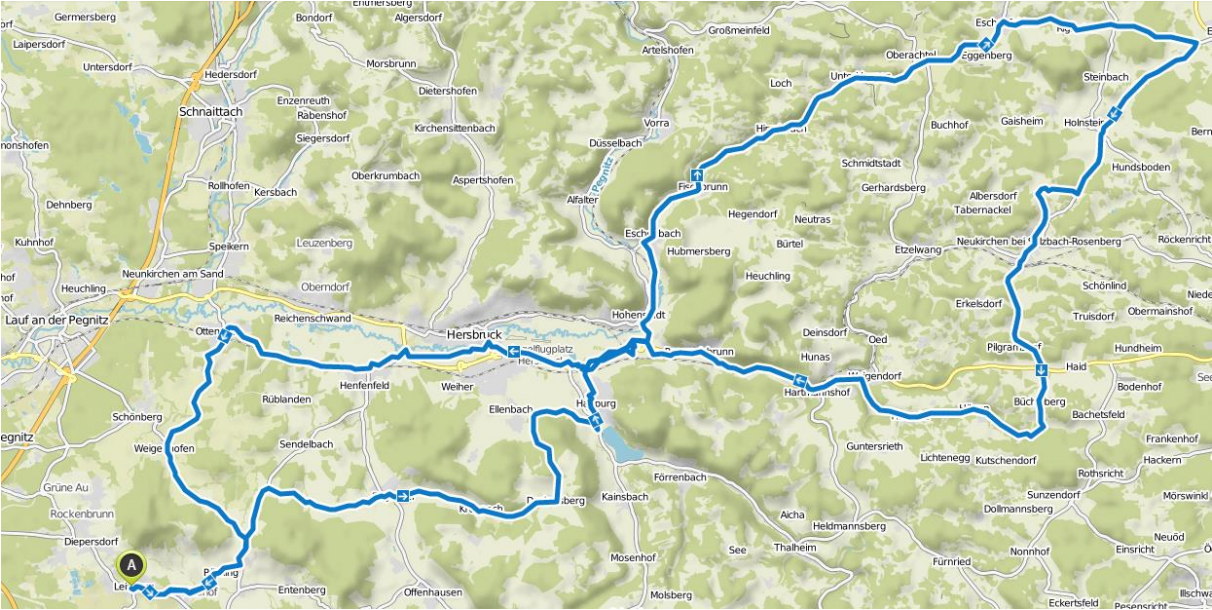 Germersberg
Bondorf
Entmersberg
Algersdorf
Großmeinfeld
Laipersdorf
Artelshofen
Oberachtel
Eggenberg
Untersdorf
Hedersdorf
Morsbrunn
Steinbach
Loch
Dietershofen
Enzenreuth
Schnaittach
Rabenshof
Vorra
Kirchensittenbach
Buchhof
Gaisheim
Siegersdorf
Düsselbach
Schmidtstadt
Hundsboden
Pegnitz
Oberkrumbach
Aspertshofen
Rollhofen
Kersbach
Gerhardsberg
Albersdorf
Alfalter
Dehnberg
Tabernackel
Hegendorf
Neutras
Kuhnhof
Speikern
Leuzenberg
Bürtel
Hubmersberg
Etzelwang
Röckenricht
Neunkirchen am Sand
Heuchling
Heuchling
Oberndorf
Schönlind
Erkelsdorf
Obermainshof
Lauf an der Pegnitz
Reichenschwand
Truisdorf
Hersbruck
Deinsdorf
Oed
Hundheim
Hunas
Haid
Henfenfeld
Weiher
Bodenhof
Rüblanden
Ellenbach
Schönberg
Bachetsfeld
Sendelbach
Guntersrieth
Frankenhof
Lichtenegg
Kutschendorf
Hackern
Rothsricht
Förrenbach
Grüne Au
Kainsbach
Sunzendorf
Mörswinkl
Rockenbrunn
Aicha
Dollmannsberg
Heldmannsberg
Diepersdorf
Thalheim
See
Nonnhof
Neuöd
Einsricht
Mosenhof
Fürnried
A
Entenberg
Offenhausen
Molsberg
Eckertsfeld
Pesensricht